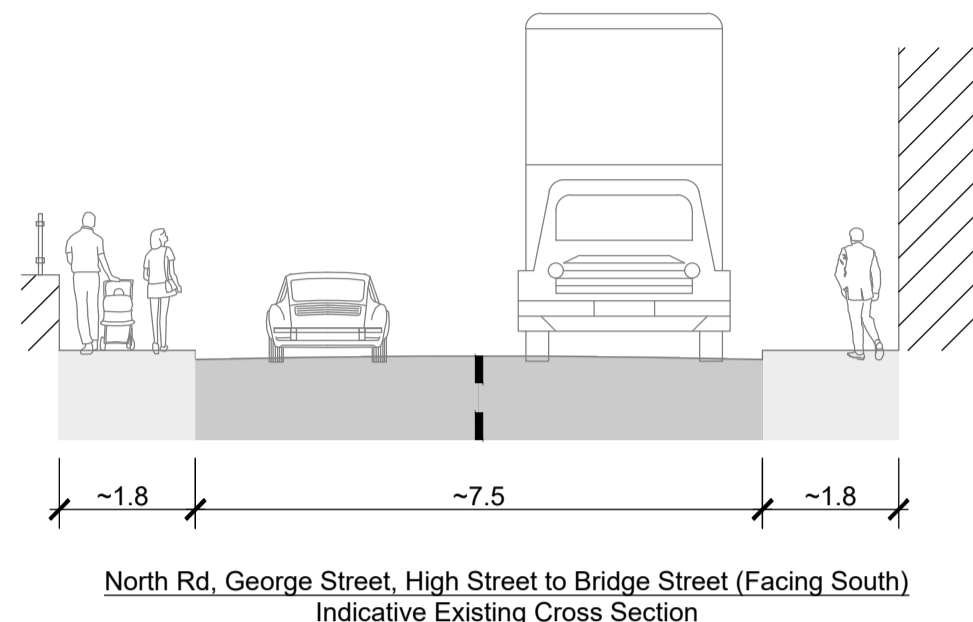 ~1.8 ~7.5 ~1.8
North Rd, George Street, High Street to Bridge Street (Facing South)
Indicative Existing Cross Section